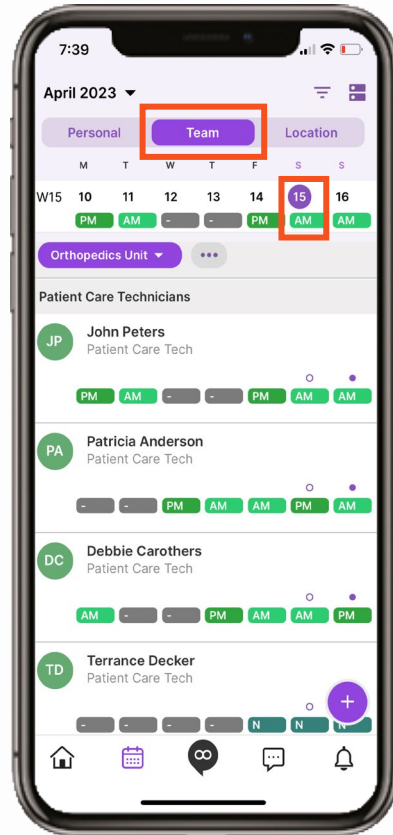 7:39
April 2023
Personal Team Location
M T W T F S S
W15 10 11 12 13 14 15 16
PM AM - - PM AM AM
Orthopedics Unit •••
Patient Care Technicians
JP John Peters
Patient Care Tech
PM AM - - PM AM AM
PA Patricia Anderson
Patient Care Tech
- - PM AM AM PM AM
DC Debbie Carothers
Patient Care Tech
AM - - PM AM AM PM
TD Terrance Decker
Patient Care Tech
+
- - - - N N N